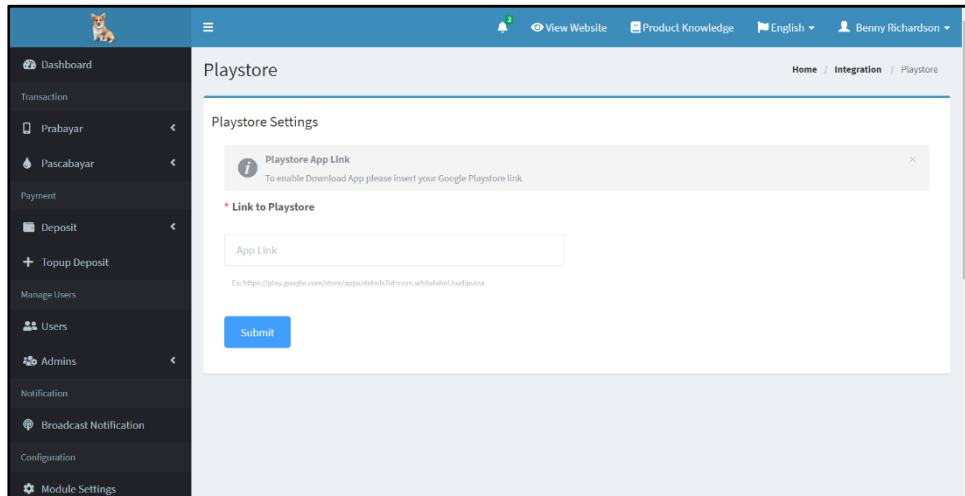 2
View Website
Product Knowledge
English
Benny Richardson
Dashboard
Transaction
Prabayar
Pascabayar
Payment
Deposit
Topup Deposit
Manage Users
Users
Admins
Notification
Broadcast Notification
Configuration
Module Settings
Playstore
Home / Integration / Playstore
Playstore Settings
Playstore App Link
To enable Download App please insert your Google Playstore link
* Link to Playstore
App Link
Ex: https://play.google.com/store/apps/details?id=com.whitelabel.hudipulsa
Submit